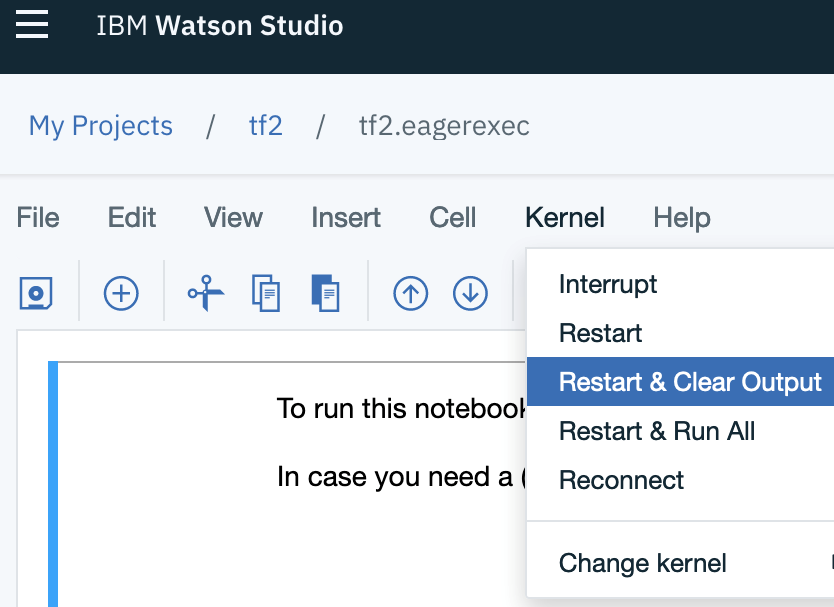 IBM Watson Studio
My Projects / tf2 / tf2.eagerexec
File Edit View Insert Cell Kernel Help
Interrupt
Restart
Restart & Clear Output
To run this notebook
Restart & Run All
In case you need a (
Reconnect
Change kernel